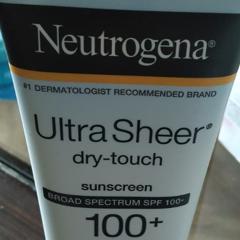 Neutrogena®
#1 DERMATOLOGIST RECOMMENDED BRAND
Ultra Sheer®
dry-touch
sunscreen
BROAD SPECTRUM SPF 100+
100+